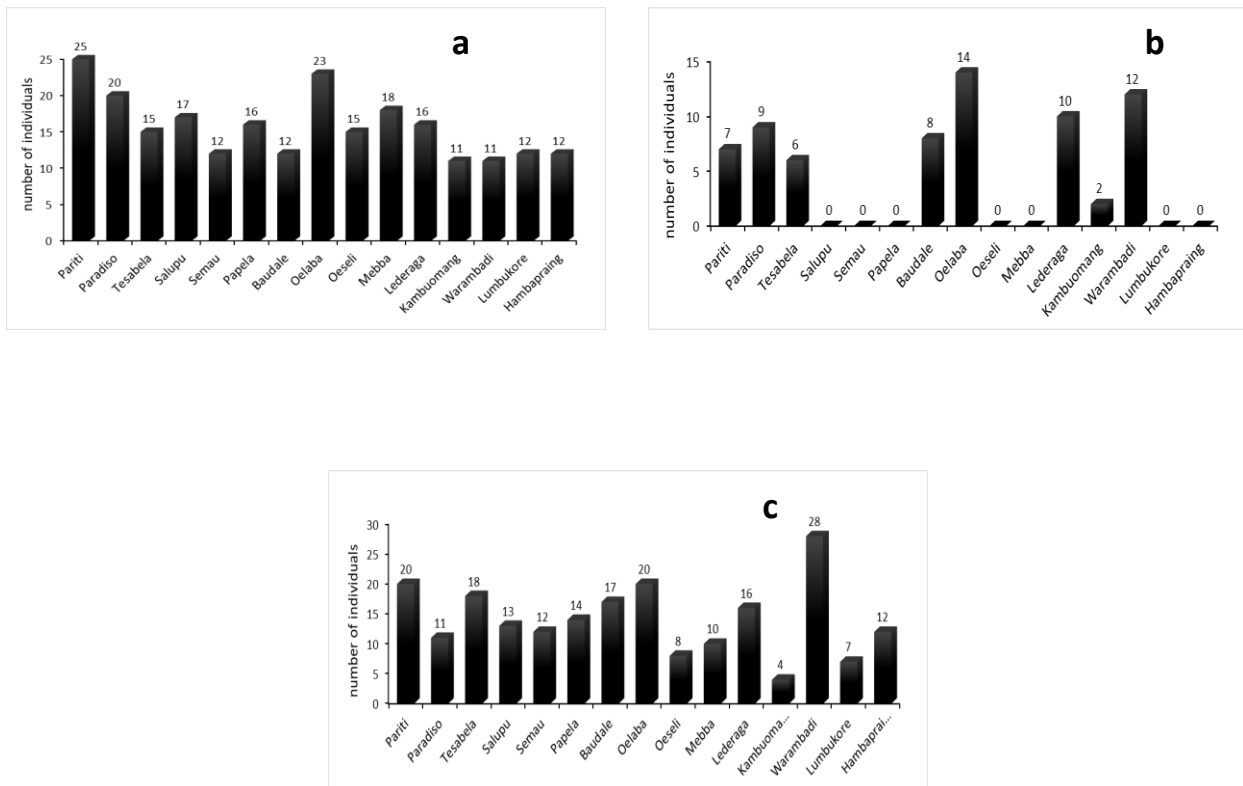 a
number of individuals
25
20
15
10
5
0
25 20 15 17 12 16 12 23 15 18 16 11 11 12 12
Pariti Paradiso Tesabela Salupu Semau Papela Baudale Oelaba Oeseli Mebba Lederaga Kambuomang Warambadi Lumbukore Hambapraing
b
number of individuals
15
10
5
0
7 9 6 0 0 0 8 14 0 0 10 2 12 0 0
Pariti Paradiso Tesabela Salupu Semau Papela Baudale Oelaba Oeseli Mebba Lederaga Kambuomang Warambadi Lumbukore Hambapraing
c
number of individuals
30
25
20
15
10
5
0
20 11 18 13 12 14 17 20 8 10 16 4 28 7 12
Pariti Paradiso Tesabela Salupu Semau Papela Baudale Oelaba Oeseli Mebba Lederaga Kambuoma... Warambadi Lumbukore Hambaprai...